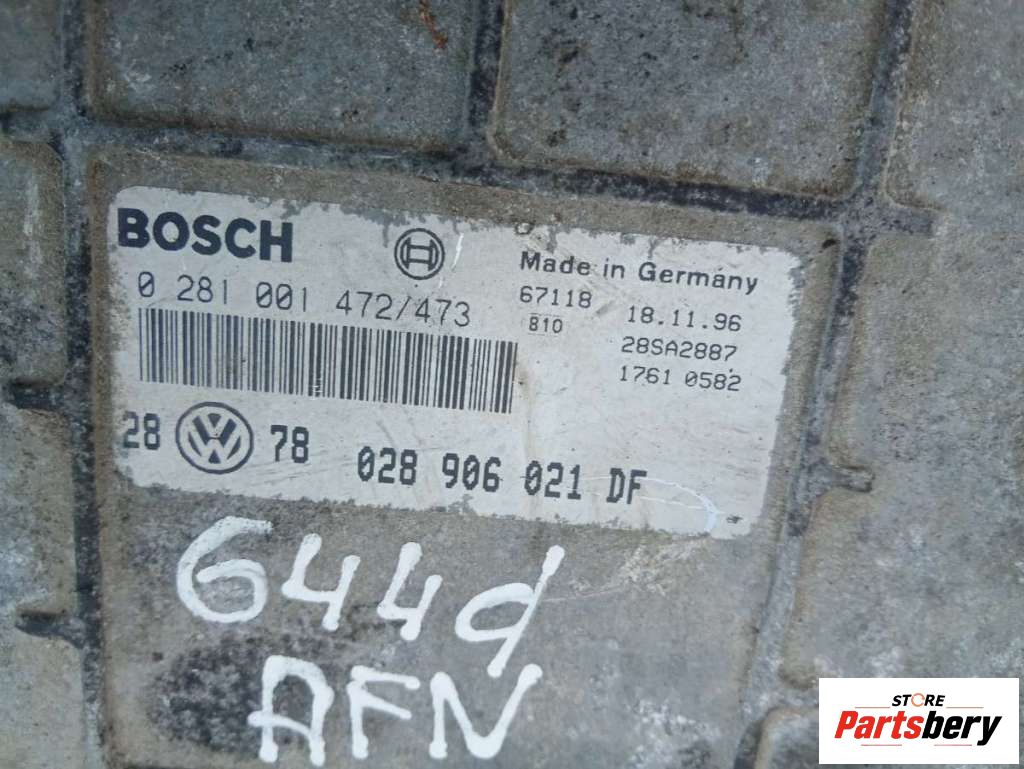 BOSCH
Made in Germany
0 281 001 472/473
67118 18.11.96
810
28SA2887
1761 0582
28 78 028 906 021 DF
644d
AFN
STORE
Partsbery